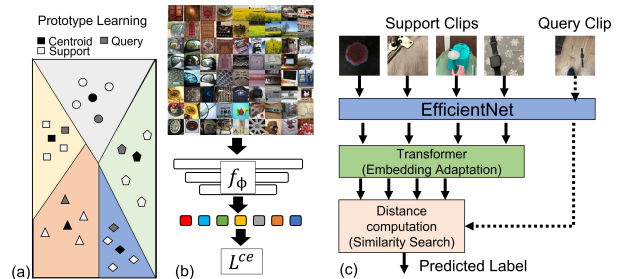 Prototype Learning
Centroid Query
Support
(a)
fϕ
L^ce
(b)
Support Clips Query Clip
EfficientNet
Transformer
(Embedding Adaptation)
Distance
computation
(Similarity Search)
Predicted Label
(c)